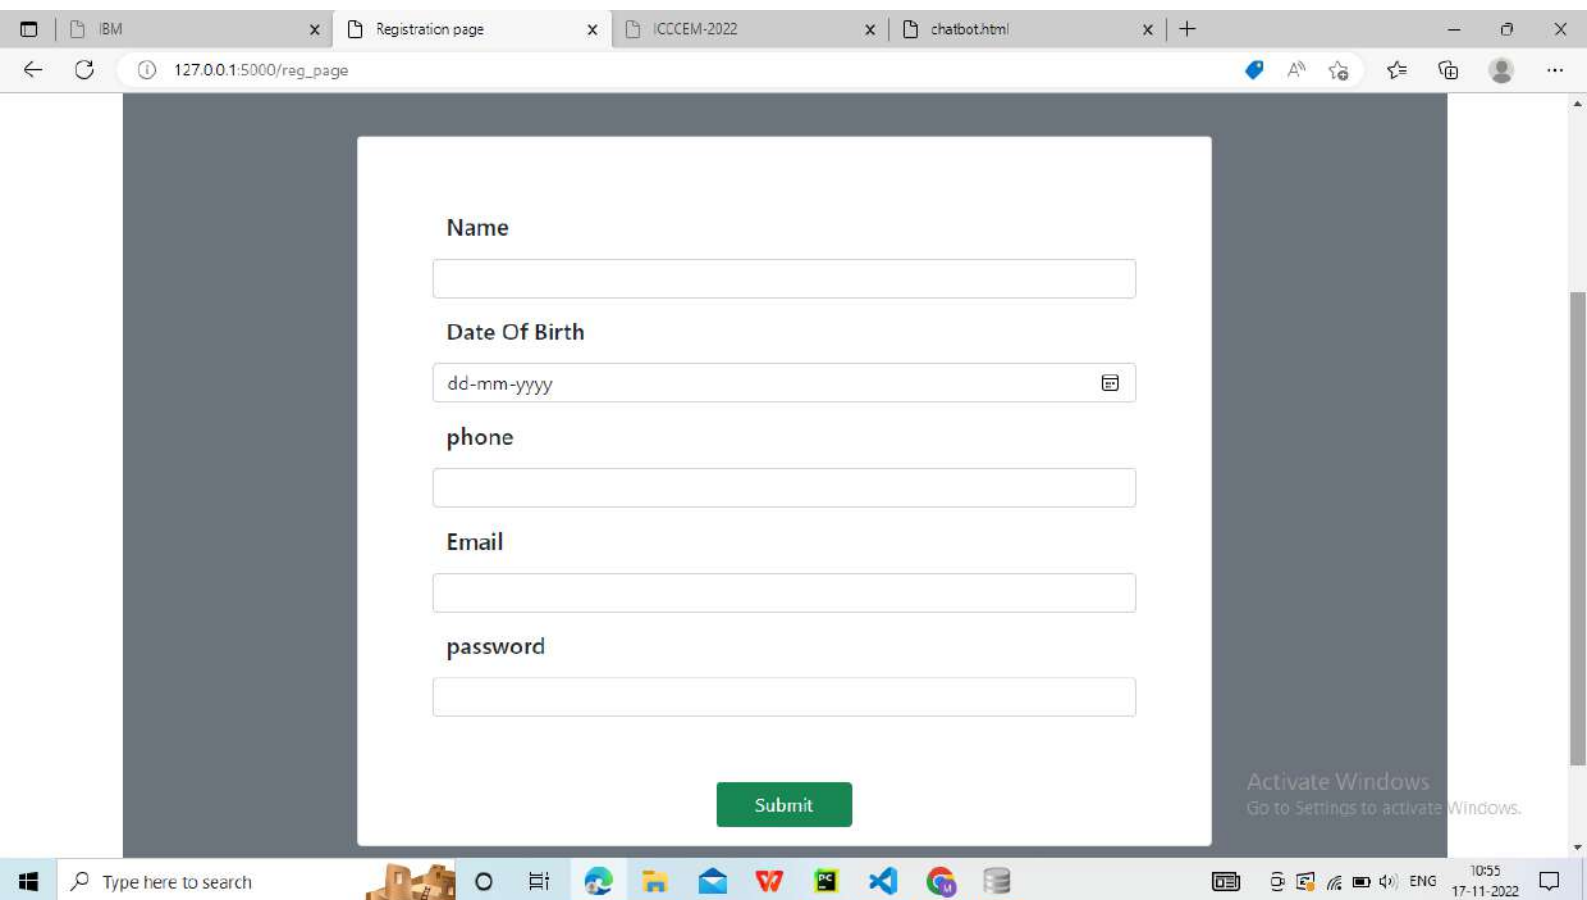 IBM
Registration page
ICCCEM-2022
chatbot.html
127.0.0.1:5000/reg_page
Name
Date Of Birth
dd-mm-yyyy
phone
Email
password
Submit
Activate Windows
Go to Settings to activate Windows.
Type here to search
ENG
10:55
17-11-2022